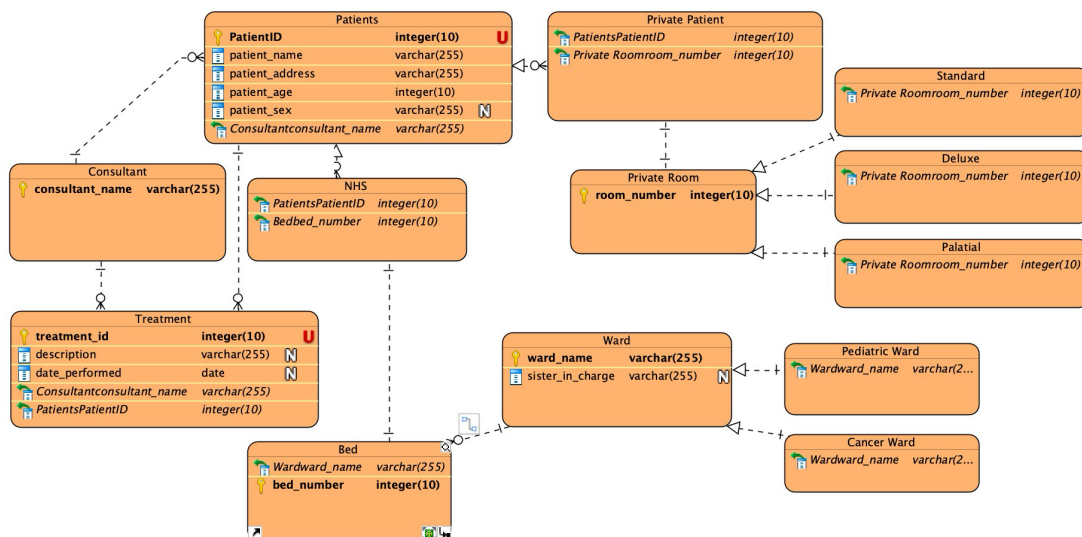 Patients
PatientID integer(10) U
patient_name varchar(255)
patient_address varchar(255)
patient_age integer(10)
patient_sex varchar(255) N
Consultantconsultant_name varchar(255)
Private Patient
PatientsPatientID integer(10)
Private Roomroom_number integer(10)
Standard
Private Roomroom_number integer(10)
Deluxe
Private Roomroom_number integer(10)
Palatial
Private Roomroom_number integer(10)
Consultant
consultant_name varchar(255)
NHS
PatientsPatientID integer(10)
Bedbed_number integer(10)
Private Room
room_number integer(10)
Treatment
treatment_id integer(10) U
description varchar(255) N
date_performed date N
Consultantconsultant_name varchar(255)
PatientsPatientID integer(10)
Ward
ward_name varchar(255)
sister_in_charge varchar(255) N
Pediatric Ward
Wardward_name varchar(2...
Cancer Ward
Wardward_name varchar(2...
Bed
Wardward_name varchar(255)
bed_number integer(10)